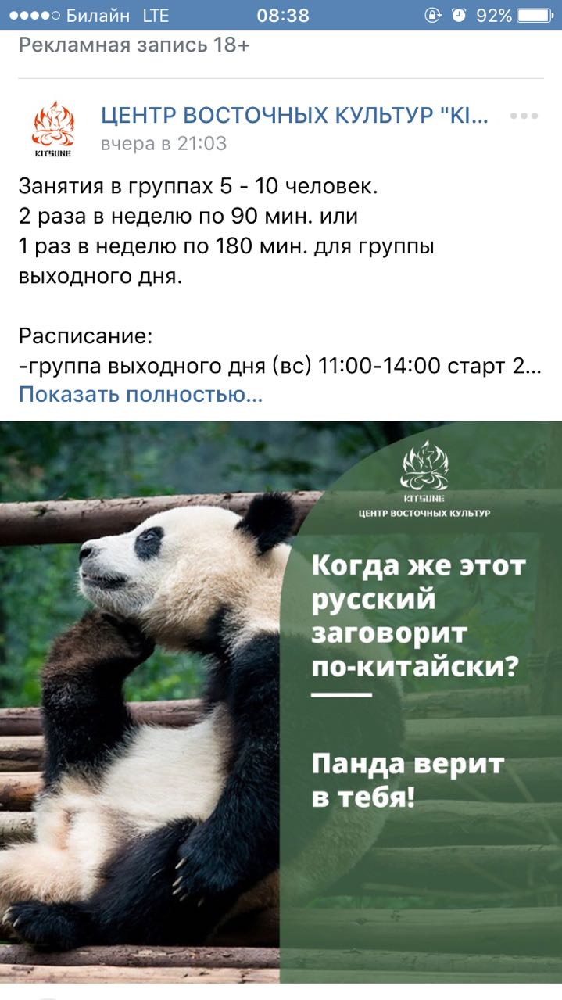 Билайн LTE 08:38 92%
Рекламная запись 18+
KITSUNE
ЦЕНТР ВОСТОЧНЫХ КУЛЬТУР "KI...
вчера в 21:03
Занятия в группах 5 - 10 человек.
2 раза в неделю по 90 мин. или
1 раз в неделю по 180 мин. для группы
выходного дня.
Расписание:
-группа выходного дня (вс) 11:00-14:00 старт 2...
Показать полностью...
KITSUNE
ЦЕНТР ВОСТОЧНЫХ КУЛЬТУР
Когда же этот
русский
заговорит
по-китайски?
Панда верит
в тебя!